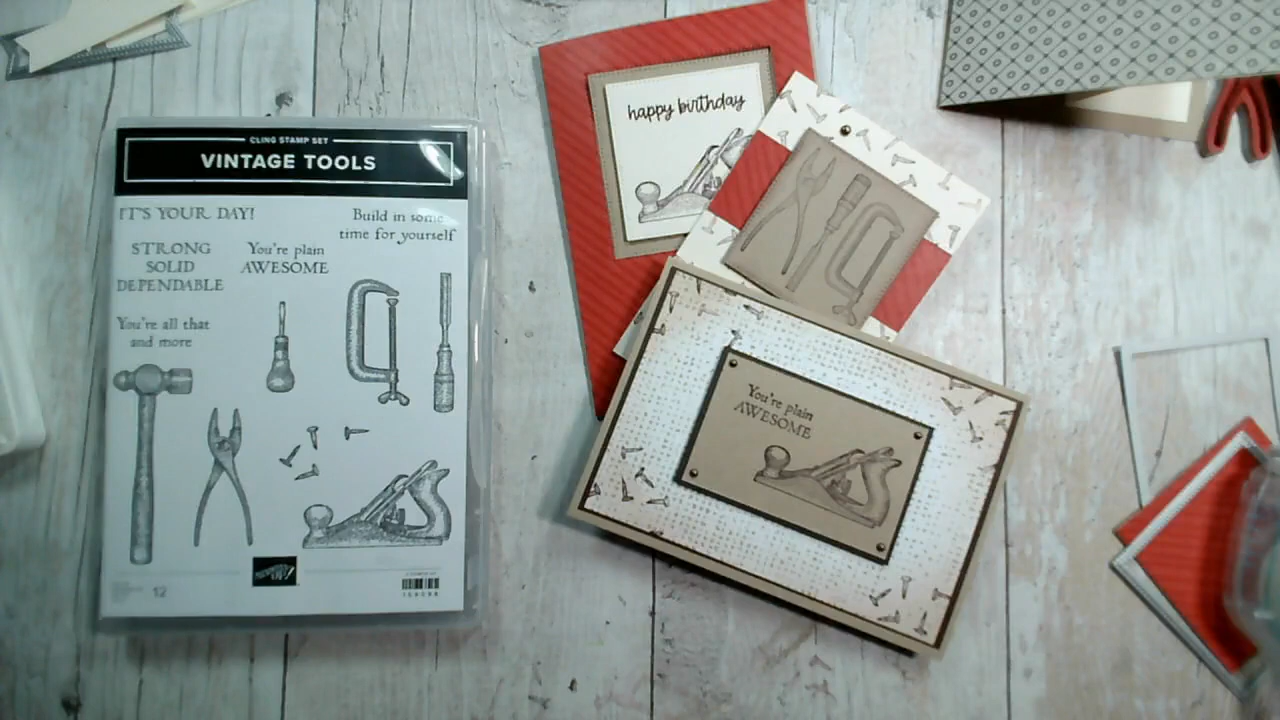 CLING STAMP SET
VINTAGE TOOLS
IT'S YOUR DAY!
Build in some
time for yourself
STRONG
SOLID
DEPENDABLE
You're plain
AWESOME
You're all that
and more
12
happy birthday
You're plain
AWESOME